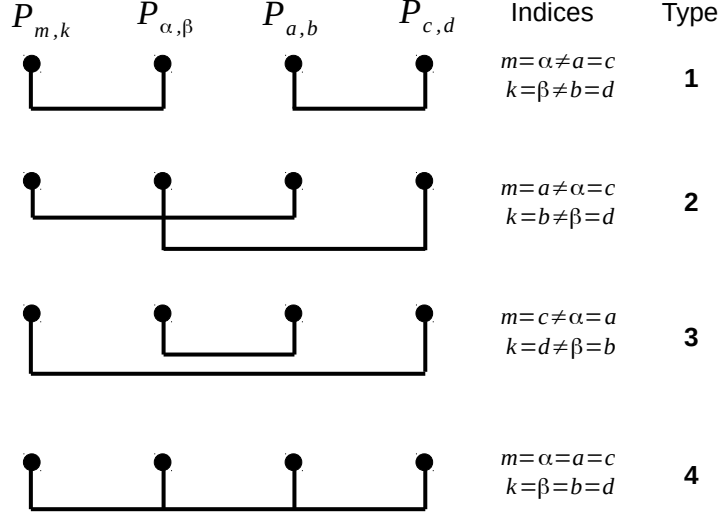 P_{m,k} P_{α,β} P_{a,b} P_{c,d} Indices Type
m=α≠a=c
k=β≠b=d
1
m=a≠α=c
k=b≠β=d
2
m=c≠α=a
k=d≠β=b
3
m=α=a=c
k=β=b=d
4